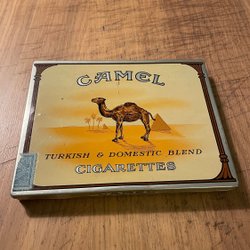 CAMEL
TURKISH & DOMESTIC BLEND
CIGARETTES